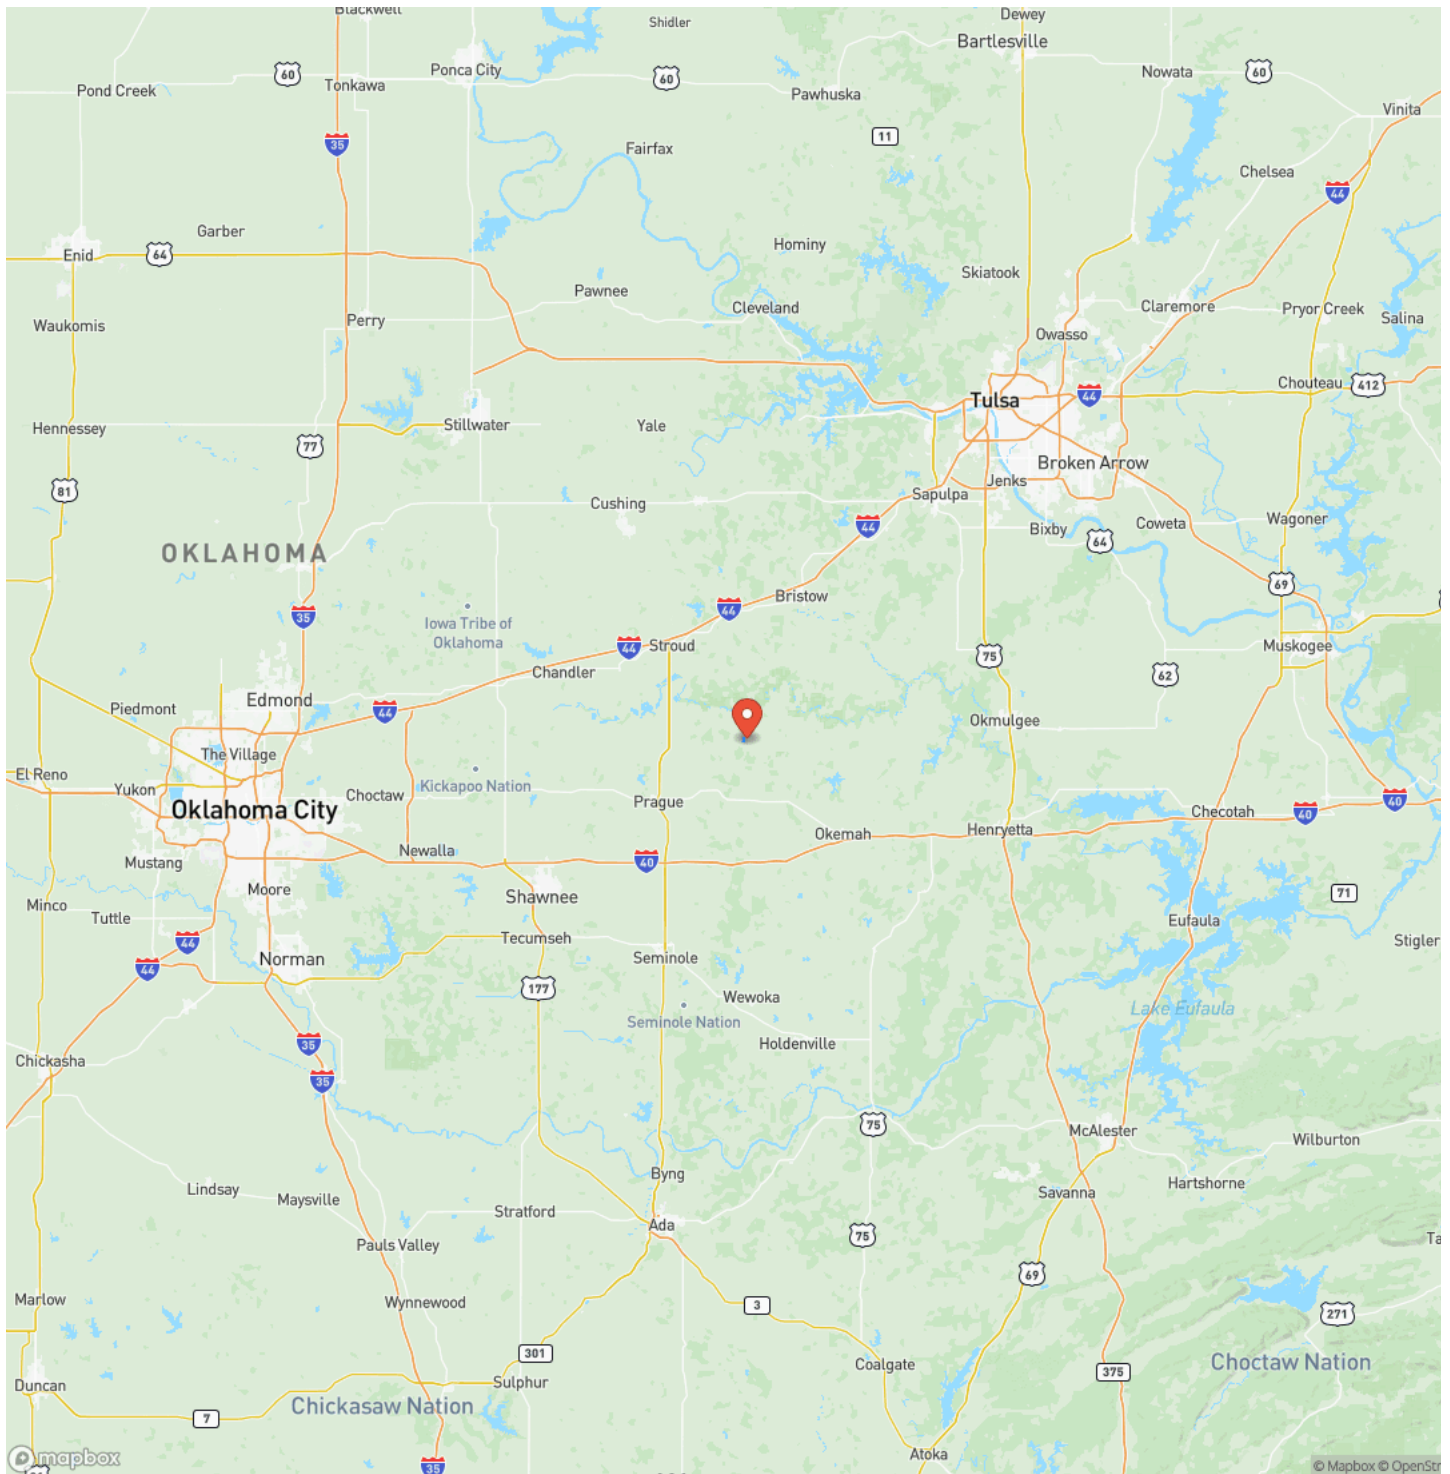 Blackwell
Shidler
Dewey
Bartlesville
Ponca City
60
Tonkawa
60
Nowata
60
Pond Creek
Pawhuska
Vinita
35
11
Fairfax
Chelsea
44
Garber
Enid
64
Hominy
Skiatook
Pawnee
Cleveland
Claremore
Pryor Creek
Salina
Waukomis
Perry
Owasso
Chouteau
412
Tulsa
44
Hennessey
77
Stillwater
Yale
81
Broken Arrow
Jenks
Sapulpa
Cushing
44
Bixby
64
Coweta
Wagoner
OKLAHOMA
69
35
Iowa Tribe of
Oklahoma
44
Bristow
44
Stroud
75
62
Muskogee
Chandler
Edmond
Piedmont
44
Okmulgee
The Village
El Reno
Yukon
Choctaw
Kickapoo Nation
Prague
Oklahoma City
Okemah
Henryetta
Checotah
40
40
Mustang
Newalla
40
Moore
Shawnee
Minco
Tuttle
71
44
Tecumseh
Eufaula
Stigler
44
Norman
Seminole
177
Wewoka
Lake Eufaula
Seminole Nation
35
Holdenville
Chickasha
35
75
McAlester
Wilburton
Byng
Lindsay
Maysville
Savanna
Hartshorne
Stratford
Ada
Pauls Valley
75
Ta
69
Marlow
Wynnewood
3
271
301
Coalgate
Choctaw Nation
375
Duncan
Sulphur
Chickasaw Nation
7
Atoka
mapbox
35
© Mapbox © OpenStr